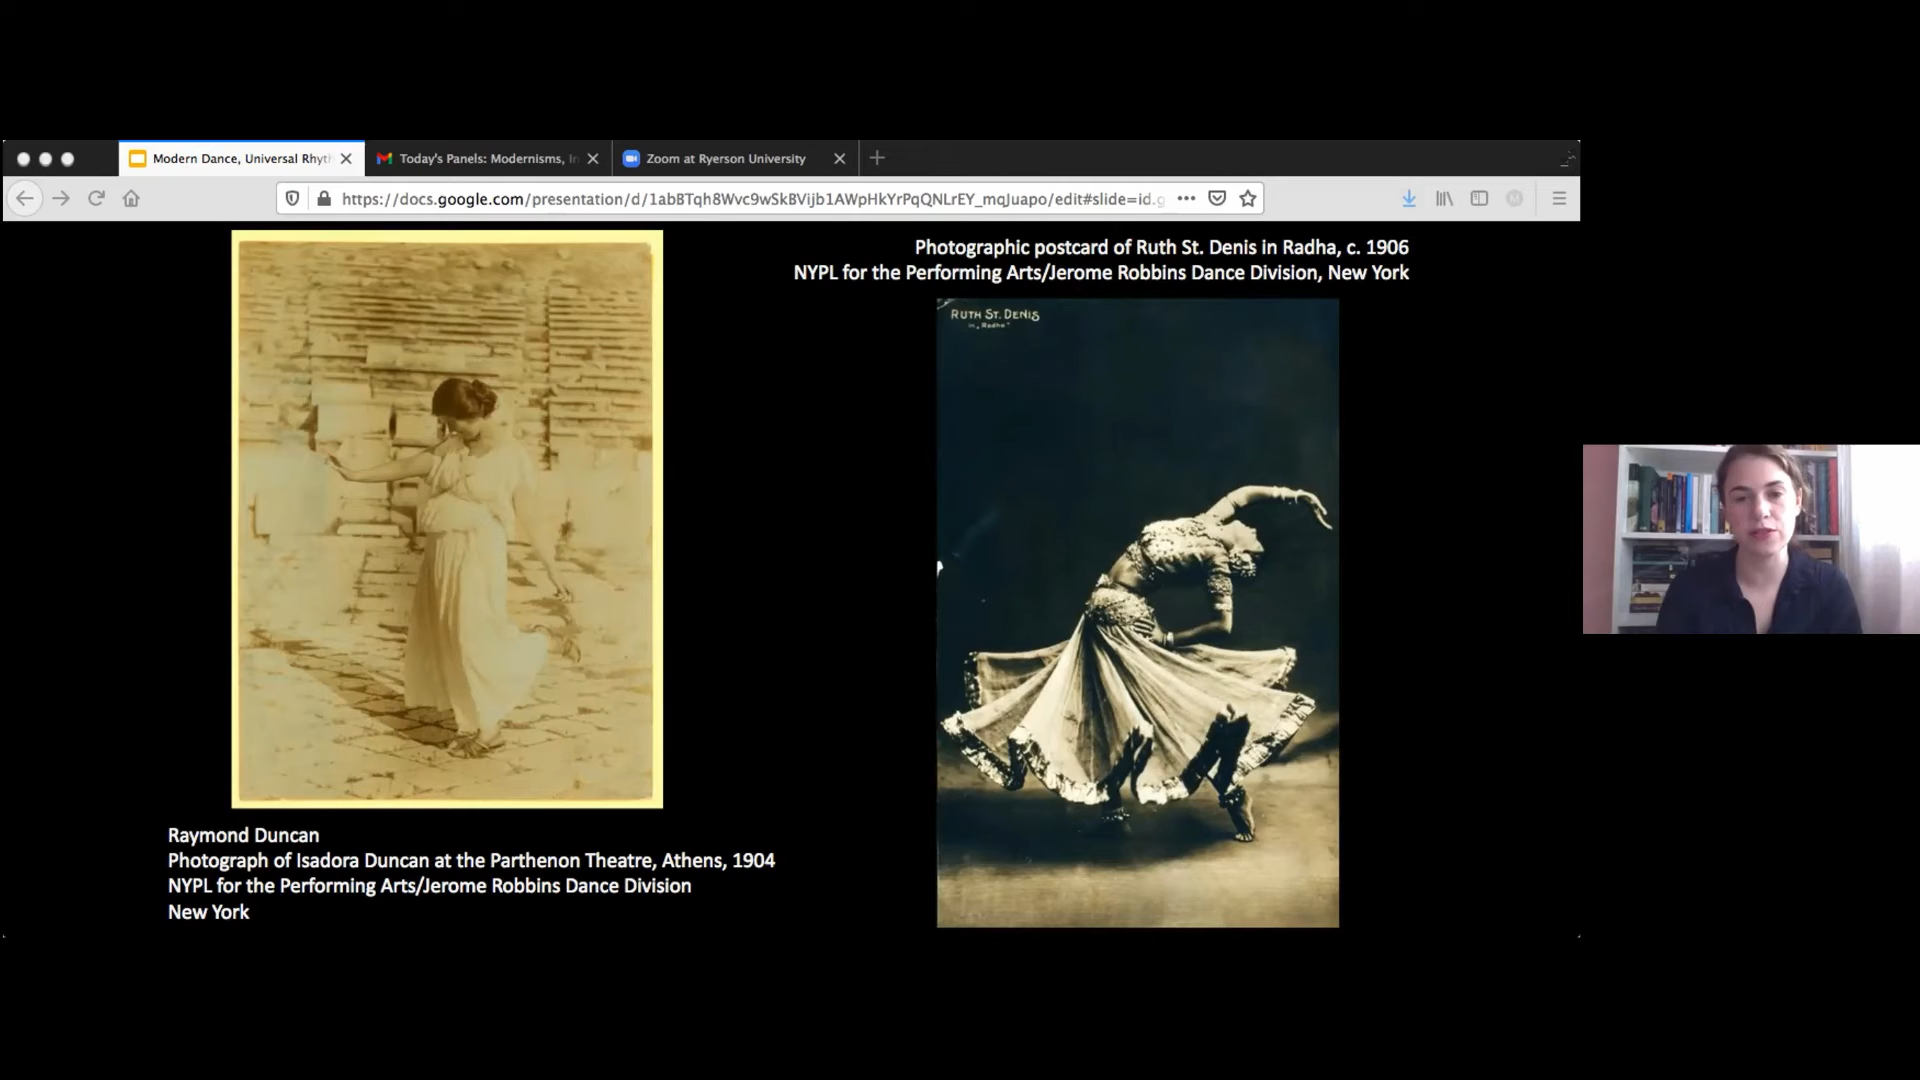 Modern Dance, Universal Rhyth
Today's Panels: Modernisms, In
Zoom at Ryerson University
https://docs.google.com/presentation/d/1abBTqh8Wvc9wSkBVijb1AWpHkYrPqQNLrEY_mqJuapo/edit#slide=id.g
Photographic postcard of Ruth St. Denis in Radha, c. 1906
NYPL for the Performing Arts/Jerome Robbins Dance Division, New York
RUTH ST. DENIS
in „Radha"
Raymond Duncan
Photograph of Isadora Duncan at the Parthenon Theatre, Athens, 1904
NYPL for the Performing Arts/Jerome Robbins Dance Division
New York